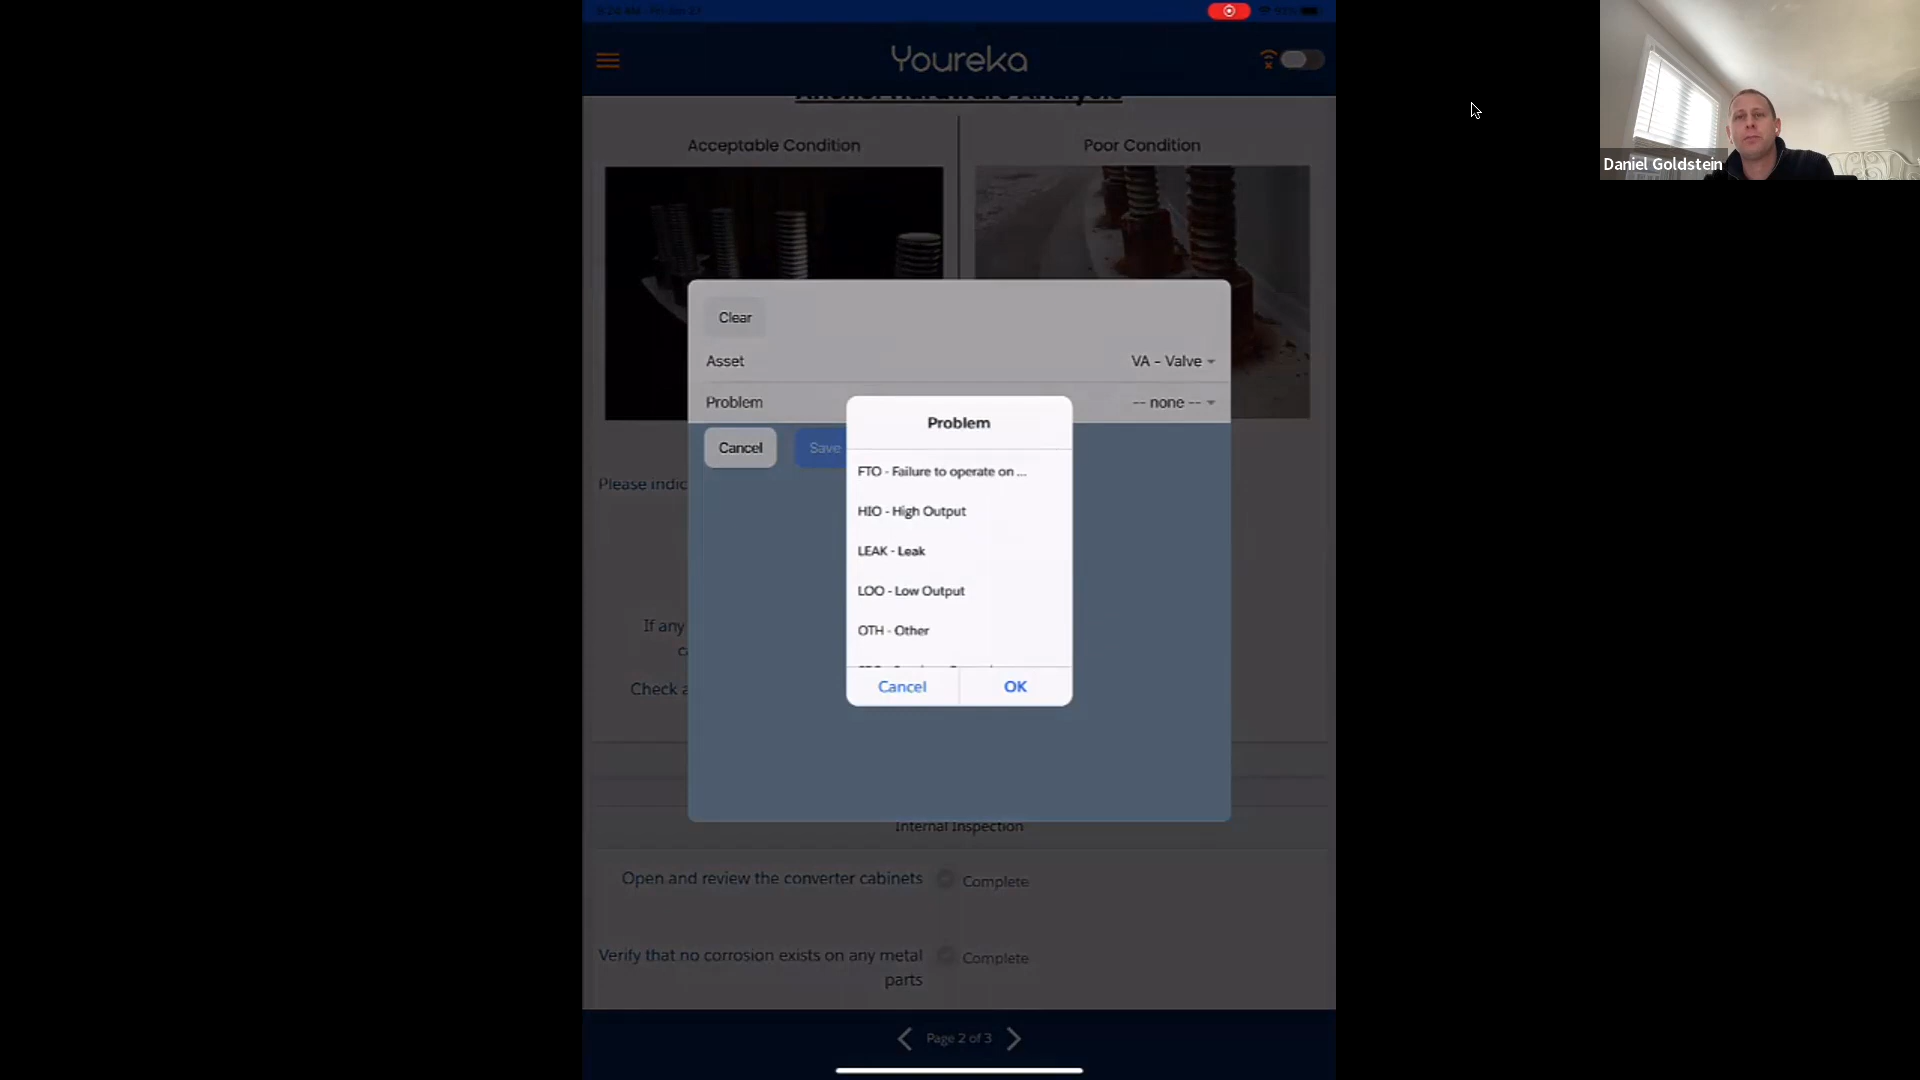 Youreka
Acceptable Condition
Poor Condition
Daniel Goldstein
Clear
Asset
VA - Valve
Problem
-- none --
Cancel
Save
Problem
FTO - Failure to operate on ...
HIO - High Output
LEAK - Leak
LOO - Low Output
OTH - Other
Cancel
OK
Please indic
If any
Check a
Internal Inspection
Open and review the converter cabinets
Complete
Verify that no corrosion exists on any metal
parts
Complete
Page 2 of 3